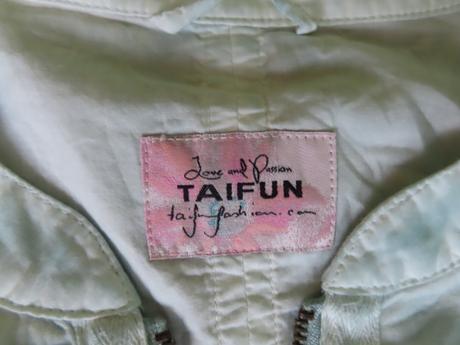 Love and Passion
TAIFUN
taifunfashion.com